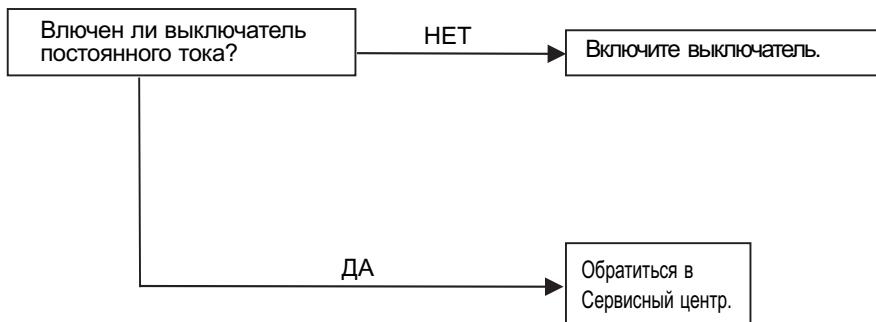 Влючен ли выключатель
постоянного тока?
НЕТ
Включите выключатель.
ДА
Обратиться в
Сервисный центр.